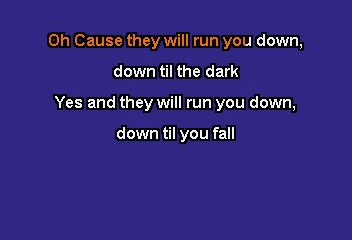 Oh Cause they will run you down,
down til the dark
Yes and they will run you down,
down til you fall